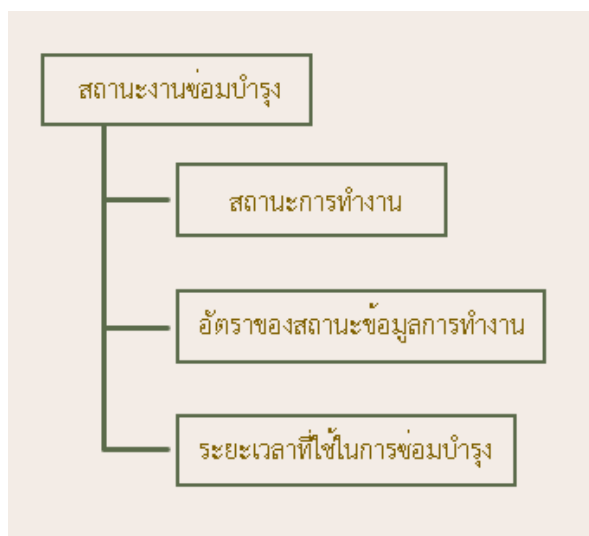 สถานะงานซ่อมบำรุง
สถานะการทำงาน
อัตราของสถานะข้อมูลการทำงาน
ระยะเวลาที่ใช้ในการซ่อมบำรุง